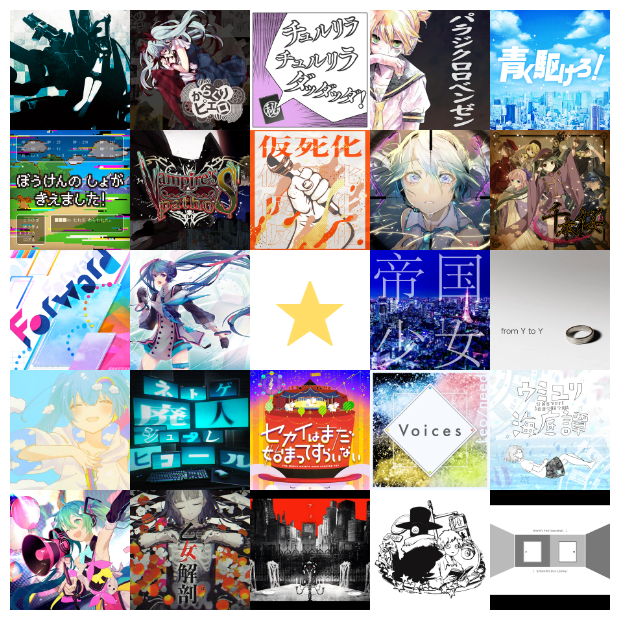 からくり
ピエロ
チュルリラ
チュルリラ
ダッダッダ!
パラジクロロベンゼン
青く駆けろ!
ぼうけんの しょが
きえました!
Vampire's
pathos
仮死化
千本桜
Forward
帝国
少女
from Y to Y
ネトゲ
廃人
シュプレ
ヒコール
セカイはまだ
始まってすらいない
Voices
ウミユリ
海底譚
乙女
解剖